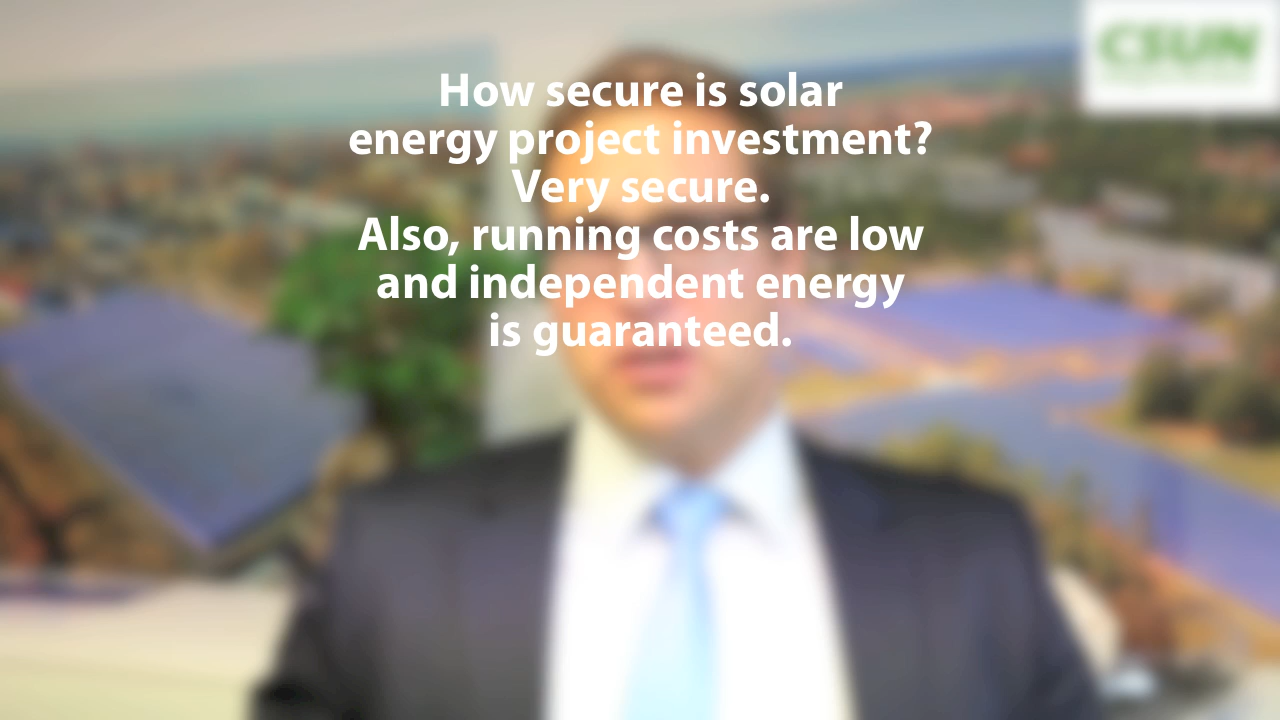 CSUN
How secure is solar
energy project investment?
Very secure.
Also, running costs are low
and independent energy
is guaranteed.